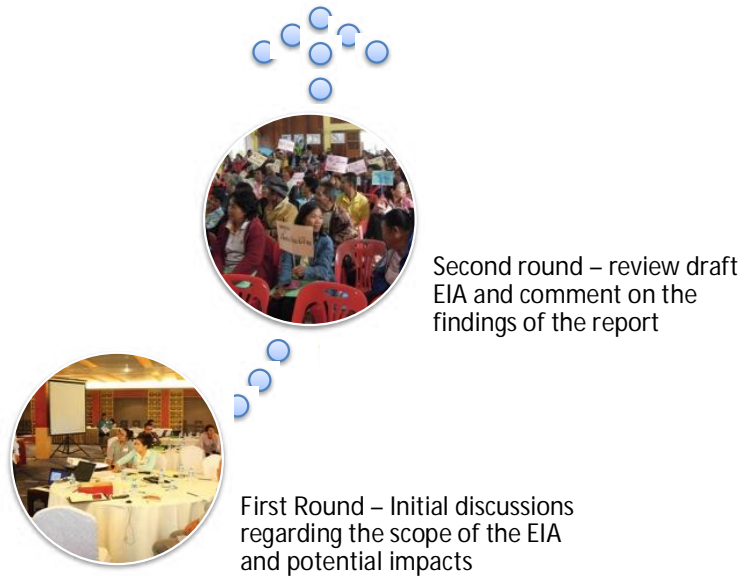 Second round – review draft
EIA and comment on the
findings of the report
First Round – Initial discussions
regarding the scope of the EIA
and potential impacts